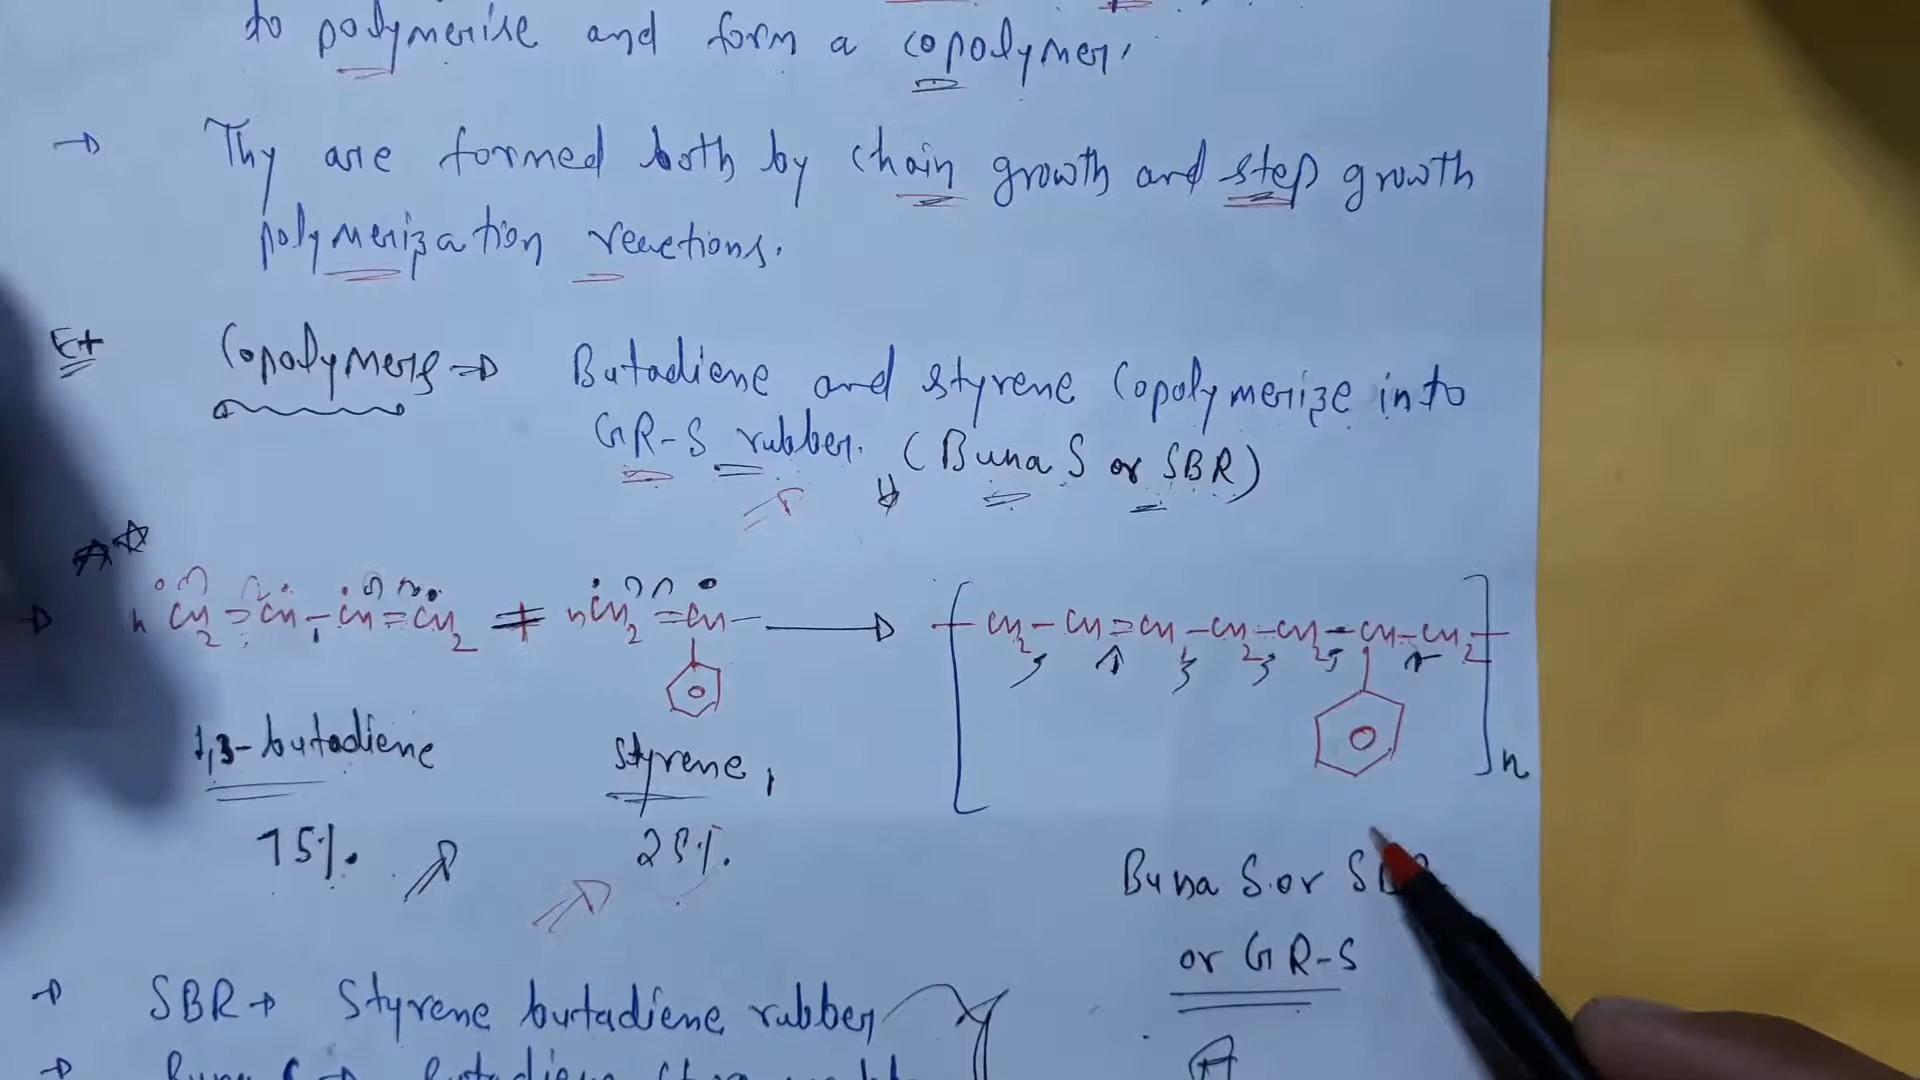 to polymerise and form a copolymer.
→ Thy are formed both by chain growth and step growth
polymerization reactions.
Ex Copolymers → Butadiene and styrene Copolymerize into
GR-S rubber. (Buna S or SBR)
→ n CH2=CH-CH=CH2 + nCH2=CH- → [-CH2-CH=CH-CH2-CH2-CH-CH2-]n
1,3-butadiene styrene,
75%. 25%.
Buna S or
or GR-S
→ SBR → Styrene butadiene rubber